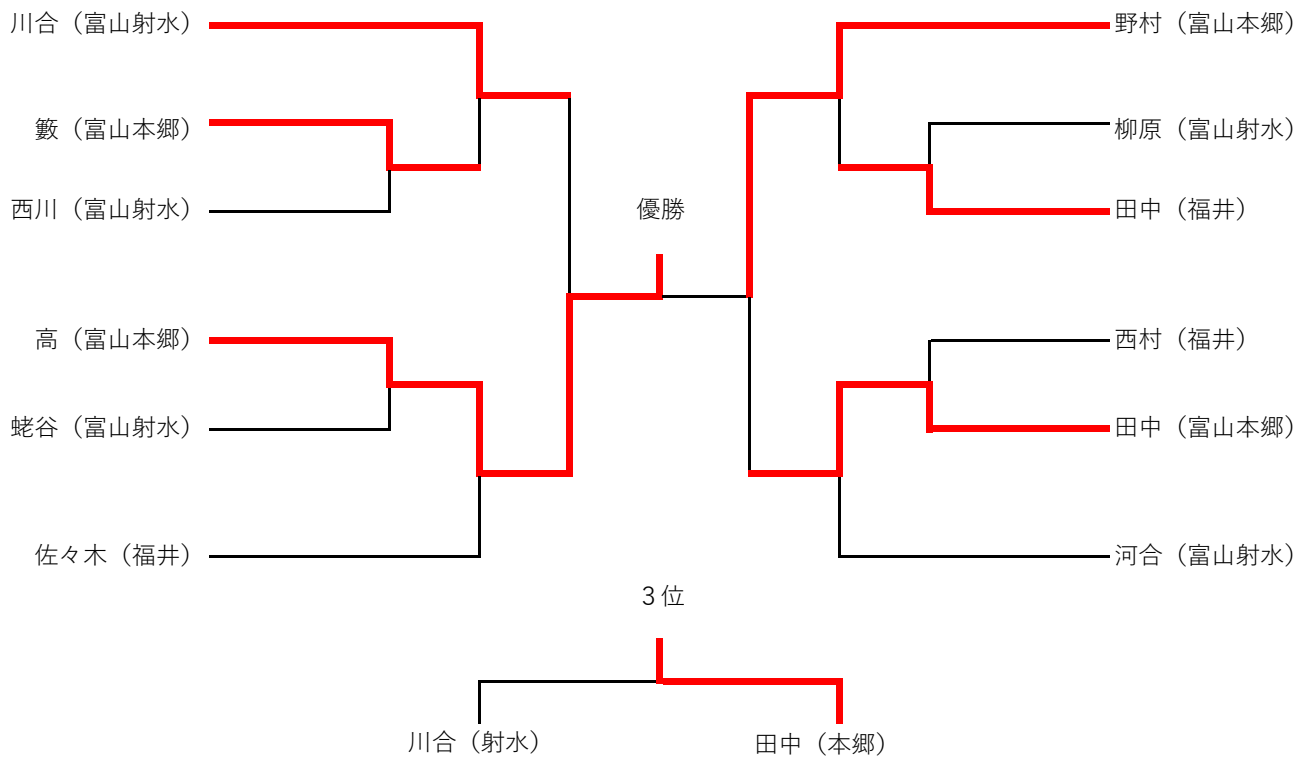 川合（富山射水）
籔（富山本郷）
西川（富山射水）
高（富山本郷）
蛯谷（富山射水）
佐々木（福井）
優勝
野村（富山本郷）
柳原（富山射水）
田中（福井）
西村（福井）
田中（富山本郷）
河合（富山射水）
３位
川合（射水）
田中（本郷）